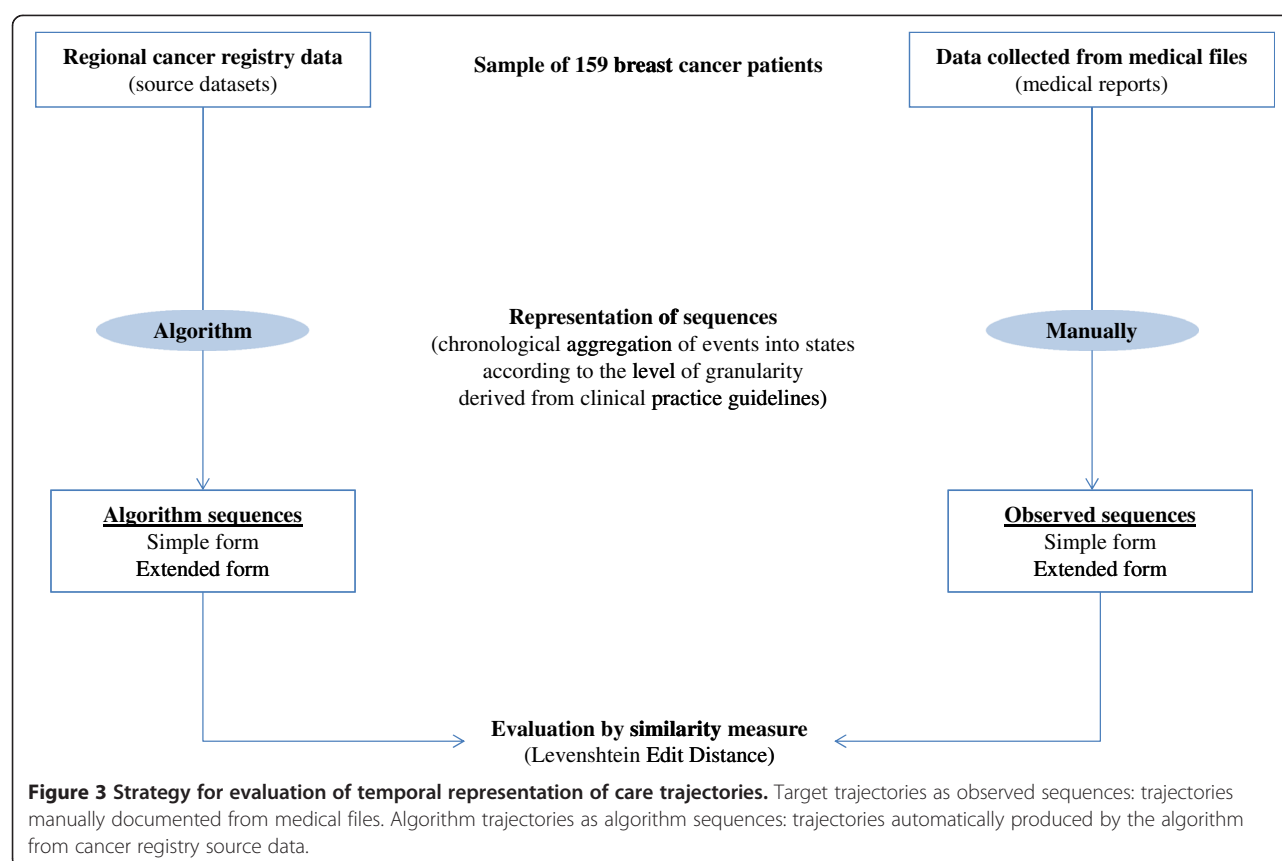 Regional cancer registry data
(source datasets)
Sample of 159 breast cancer patients
Data collected from medical files
(medical reports)
Algorithm
Representation of sequences
(chronological aggregation of events into states
according to the level of granularity
derived from clinical practice guidelines)
Manually
Algorithm sequences
Simple form
Extended form
Observed sequences
Simple form
Extended form
Evaluation by similarity measure
(Levenshtein Edit Distance)
Figure 3 Strategy for evaluation of temporal representation of care trajectories. Target trajectories as observed sequences: trajectories
manually documented from medical files. Algorithm trajectories as algorithm sequences: trajectories automatically produced by the algorithm
from cancer registry source data.